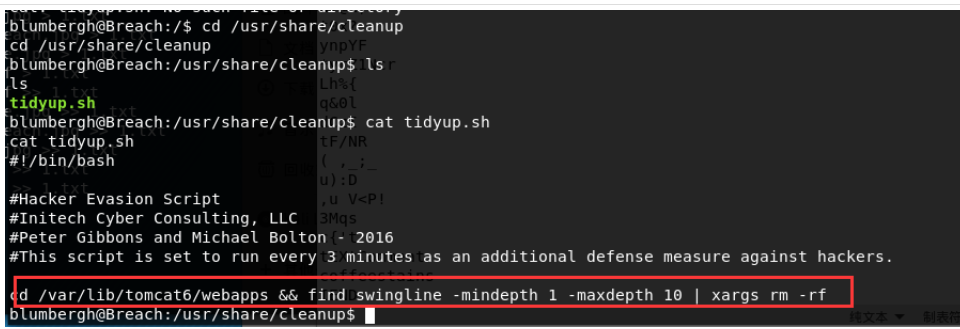 blumbergh@Breach:/$ cd /usr/share/cleanup
cd /usr/share/cleanup
blumbergh@Breach:/usr/share/cleanup$ ls
ls
tidyup.sh
blumbergh@Breach:/usr/share/cleanup$ cat tidyup.sh
cat tidyup.sh
#!/bin/bash
#Hacker Evasion Script
#Initech Cyber Consulting, LLC
#Peter Gibbons and Michael Bolton - 2016
#This script is set to run every 3 minutes as an additional defense measure against hackers.
cd /var/lib/tomcat6/webapps && find swingline -mindepth 1 -maxdepth 10 | xargs rm -rf
blumbergh@Breach:/usr/share/cleanup$